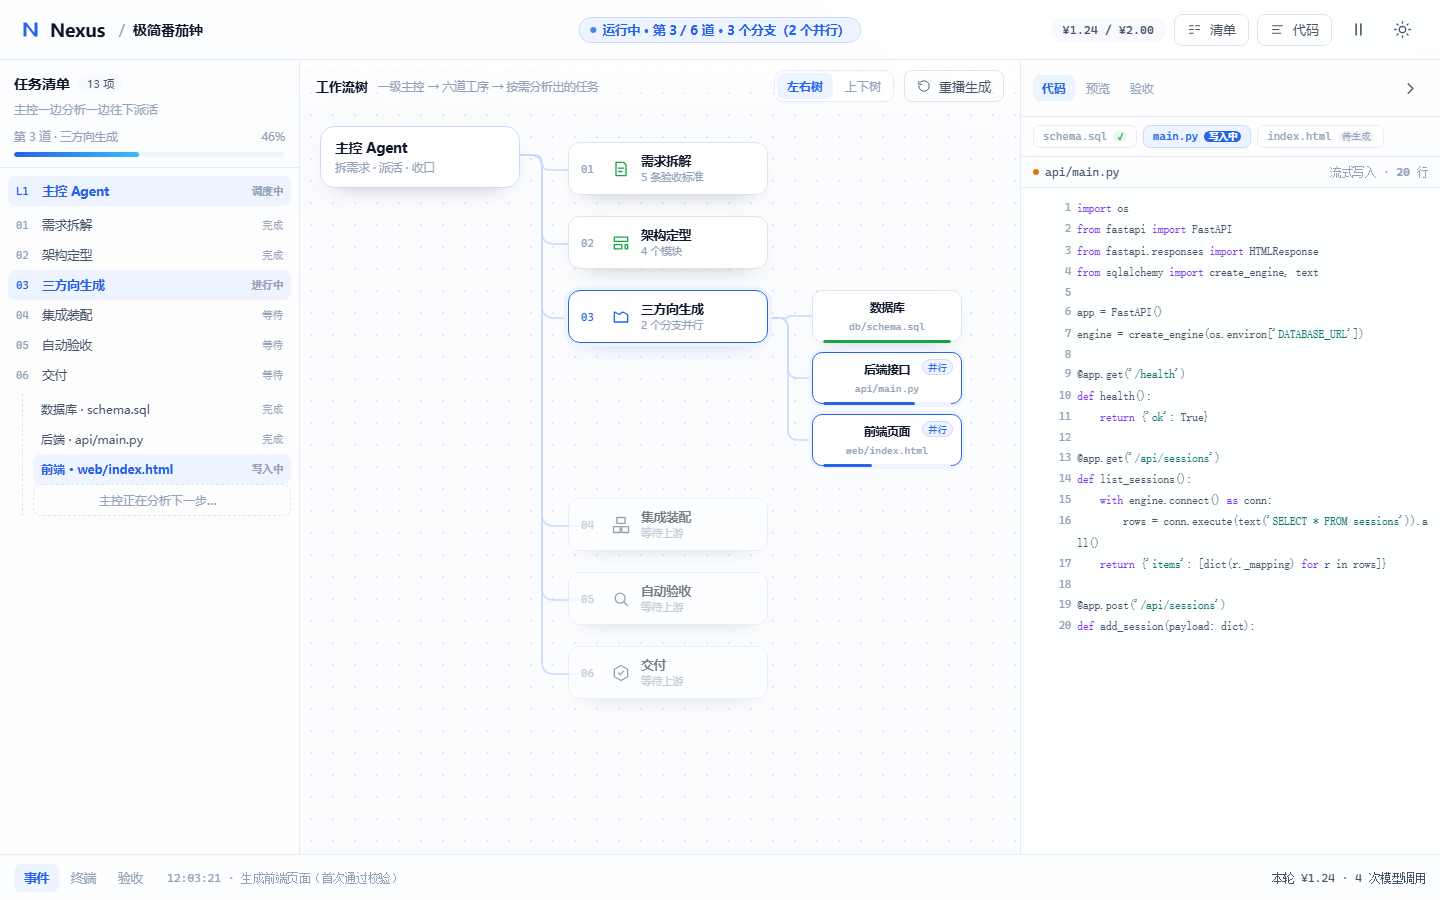 Nexus / 极简番茄钟
运行中 • 第 3 / 6 道 • 3 个分支（2 个并行）
¥1.24 / ¥2.00
清单
代码
任务清单 13 项
主控一边分析一边往下派活
第 3 道 · 三方向生成 46%
L1 主控 Agent 调度中
01 需求拆解 完成
02 架构定型 完成
03 三方向生成 进行中
04 集成装配 等待
05 自动验收 等待
06 交付 等待
数据库 · schema.sql 完成
后端 · api/main.py 完成
前端 • web/index.html 写入中
主控正在分析下一步...
工作流树 一级主控 → 六道工序 → 按需分析出的任务
左右树 上下树
重播生成
主控 Agent
拆需求 · 派活 · 收口
01 需求拆解
5 条验收标准
02 架构定型
4 个模块
03 三方向生成
2 个分支并行
数据库
db/schema.sql
后端接口 并行
api/main.py
前端页面 并行
web/index.html
04 集成装配
等待上游
05 自动验收
等待上游
06 交付
等待上游
代码 预览 验收
schema.sql ✓ main.py 写入中 index.html 待生成
api/main.py 流式写入 · 20 行
1 import os
2 from fastapi import FastAPI
3 from fastapi.responses import HTMLResponse
4 from sqlalchemy import create_engine, text
5
6 app = FastAPI()
7 engine = create_engine(os.environ['DATABASE_URL'])
8
9 @app.get('/health')
10 def health():
11 return {'ok': True}
12
13 @app.get('/api/sessions')
14 def list_sessions():
15 with engine.connect() as conn:
16 rows = conn.execute(text('SELECT * FROM sessions')).a
ll()
17 return {'items': [dict(r._mapping) for r in rows]}
18
19 @app.post('/api/sessions')
20 def add_session(payload: dict):
事件 终端 验收 12:03:21 · 生成前端页面（首次通过校验）
本轮 ¥1.24 · 4 次模型调用